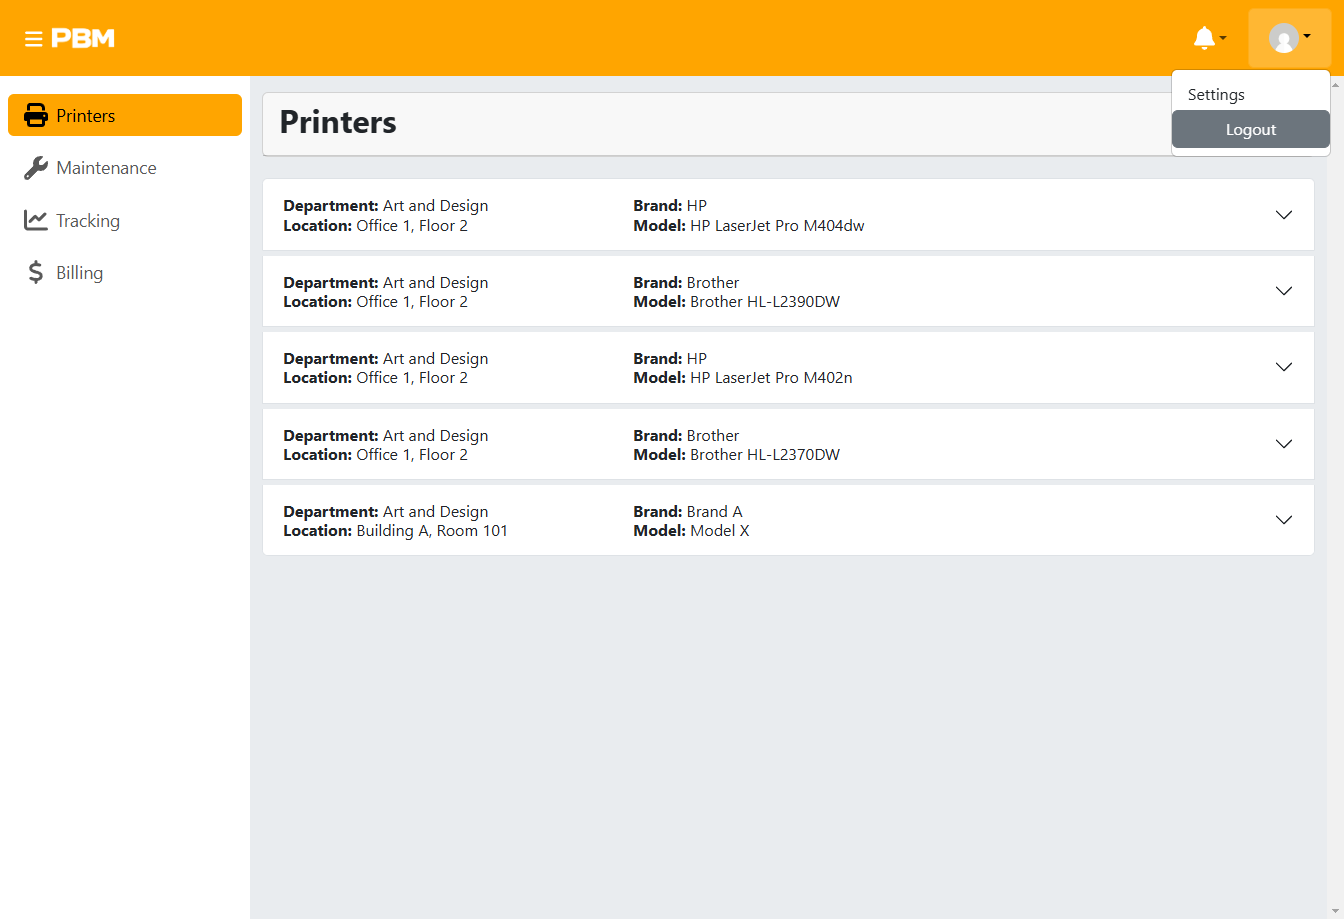 PBM
Settings
Logout
Printers
Maintenance
Tracking
Billing
Printers
Department: Art and Design
Location: Office 1, Floor 2
Brand: HP
Model: HP LaserJet Pro M404dw
Department: Art and Design
Location: Office 1, Floor 2
Brand: Brother
Model: Brother HL-L2390DW
Department: Art and Design
Location: Office 1, Floor 2
Brand: HP
Model: HP LaserJet Pro M402n
Department: Art and Design
Location: Office 1, Floor 2
Brand: Brother
Model: Brother HL-L2370DW
Department: Art and Design
Location: Building A, Room 101
Brand: Brand A
Model: Model X